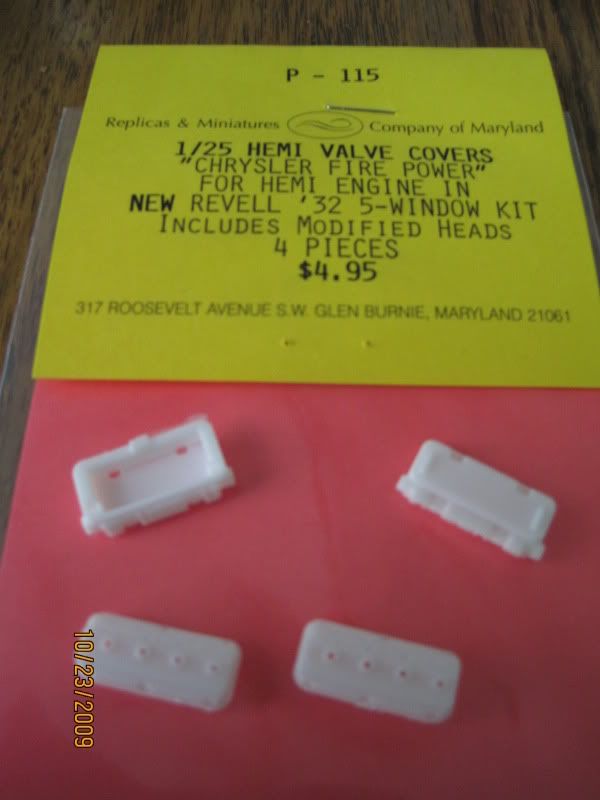 P - 115
Replicas & Miniatures Company of Maryland
1/25 HEMI VALVE COVERS
"CHRYSLER FIRE POWER"
FOR HEMI ENGINE IN
NEW REVELL '32 5-WINDOW KIT
INCLUDES MODIFIED HEADS
4 PIECES
$4.95
317 ROOSEVELT AVENUE S.W. GLEN BURNIE, MARYLAND 21061
10/23/2009